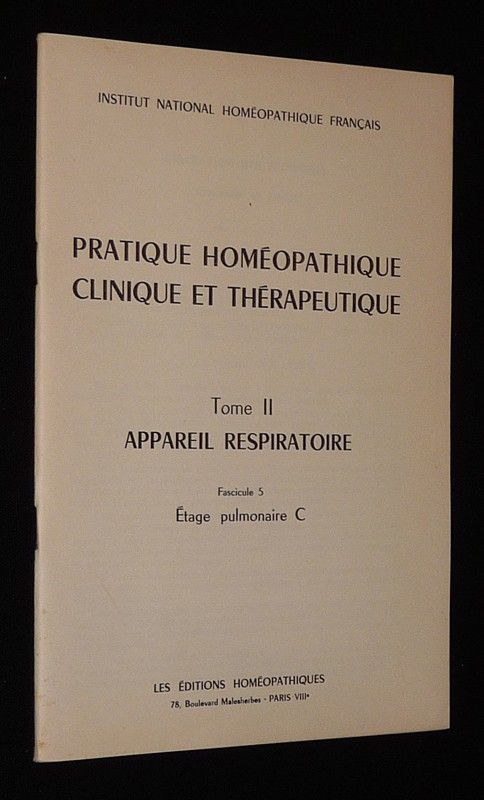 INSTITUT NATIONAL HOMÉOPATHIQUE FRANÇAIS
PRATIQUE HOMÉOPATHIQUE
CLINIQUE ET THÉRAPEUTIQUE
Tome II
APPAREIL RESPIRATOIRE
Fascicule 5
Étage pulmonaire C
LES ÉDITIONS HOMÉOPATHIQUES
78, Boulevard Malesherbes - PARIS VIIIe